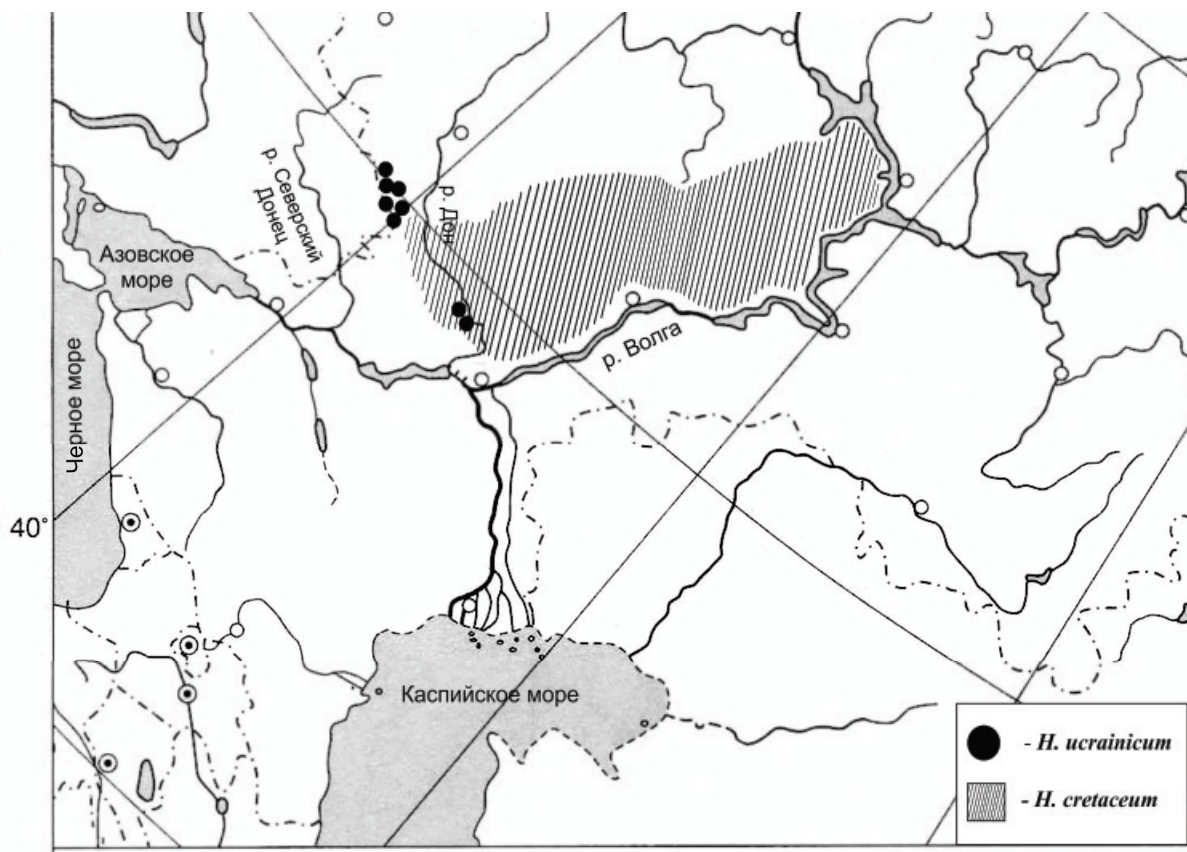 р. Северский
Донец
р. Дон
Азовское
море
Черное море
р. Волга
40°
Каспийское море
- H. ucrainicum
- H. cretaceum